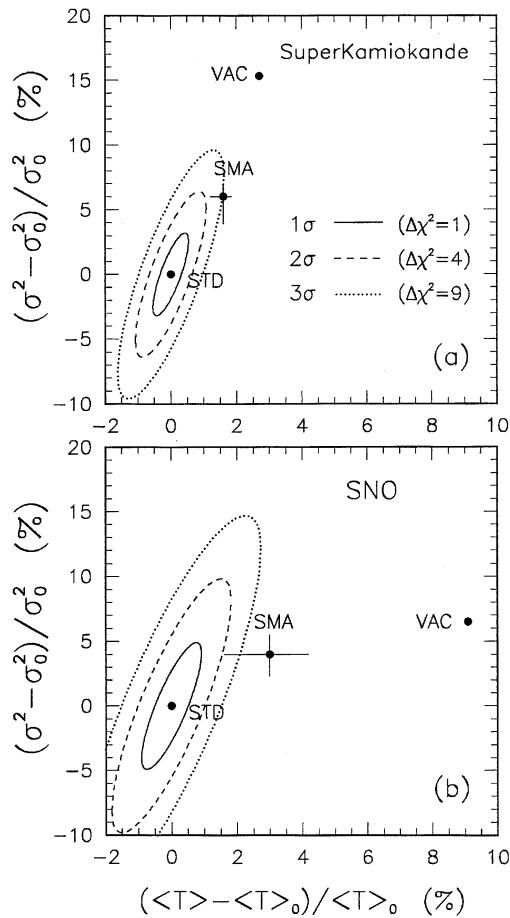 20
15
10
5
0
−5
−10
(σ²−σ₀²)/σ₀² (%)
SuperKamiokande
VAC
SMA
STD
1σ (Δχ²=1)
2σ (Δχ²=4)
3σ (Δχ²=9)
(a)
−2 0 2 4 6 8 10
20
15
10
5
0
−5
−10
(σ²−σ₀²)/σ₀² (%)
SNO
SMA
VAC
STD
(b)
−2 0 2 4 6 8 10
(<T>−<T>₀)/<T>₀ (%)